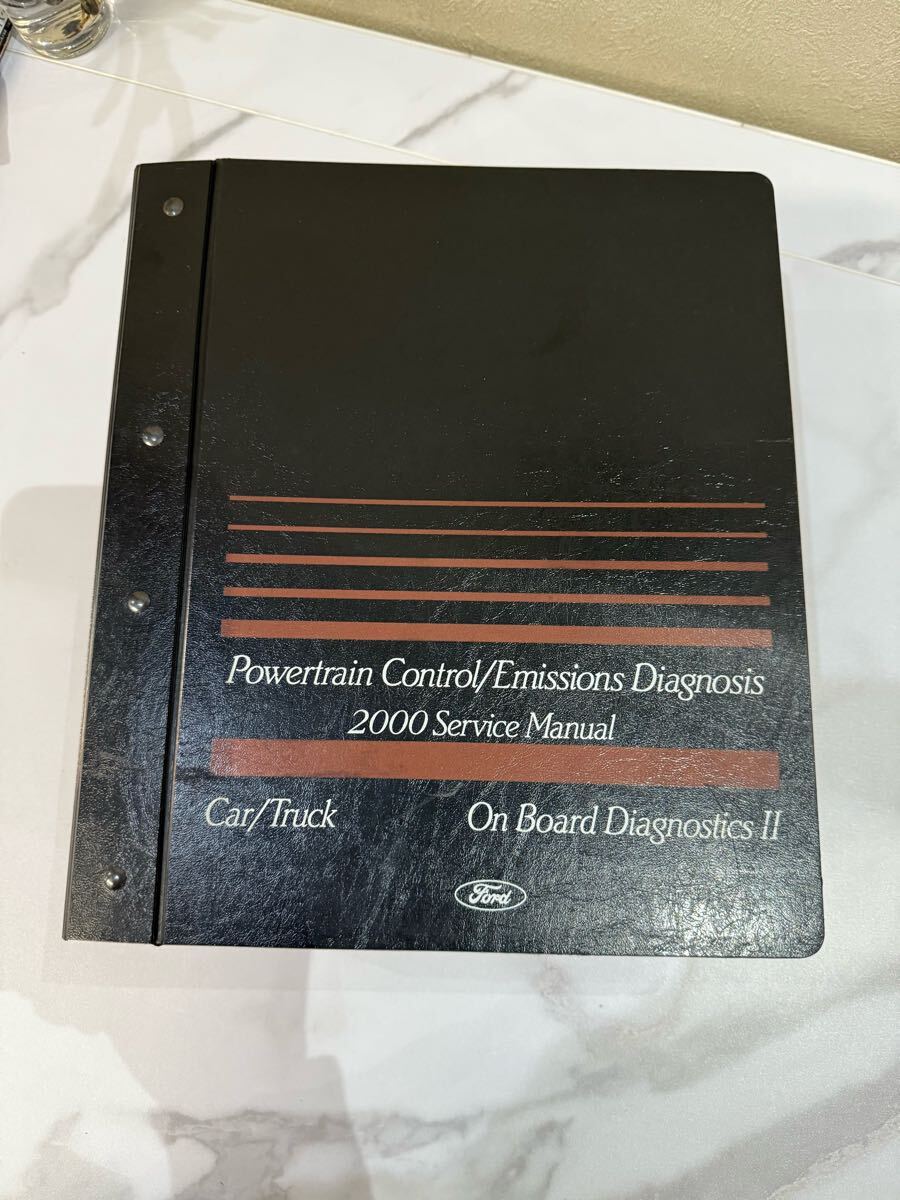 Powertrain Control/Emissions Diagnosis
2000 Service Manual
Car/Truck
On Board Diagnostics II
Ford